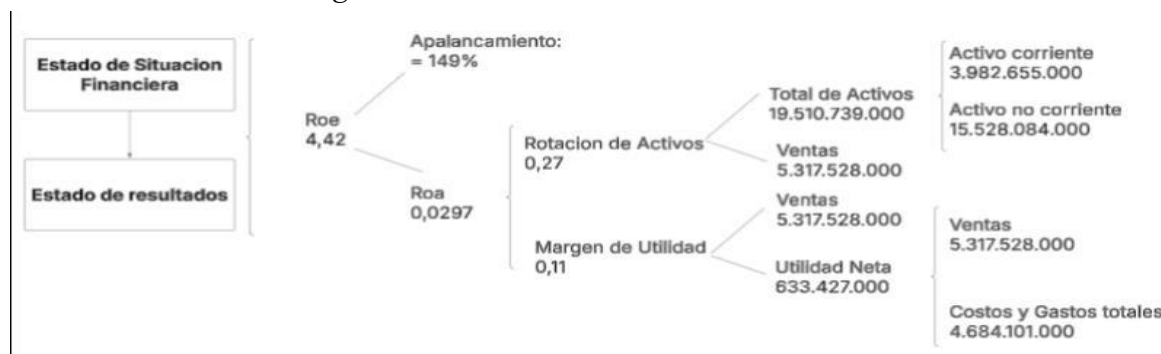 Estado de Situacion
Financiera
Estado de resultados
Roe
4,42
Apalancamiento:
= 149%
Roa
0,0297
Rotacion de Activos
0,27
Margen de Utilidad
0,11
Total de Activos
19.510.739.000
Ventas
5.317.528.000
Ventas
5.317.528.000
Utilidad Neta
633.427.000
Activo corriente
3.982.655.000
Activo no corriente
15.528.084.000
Ventas
5.317.528.000
Costos y Gastos totales
4.684.101.000